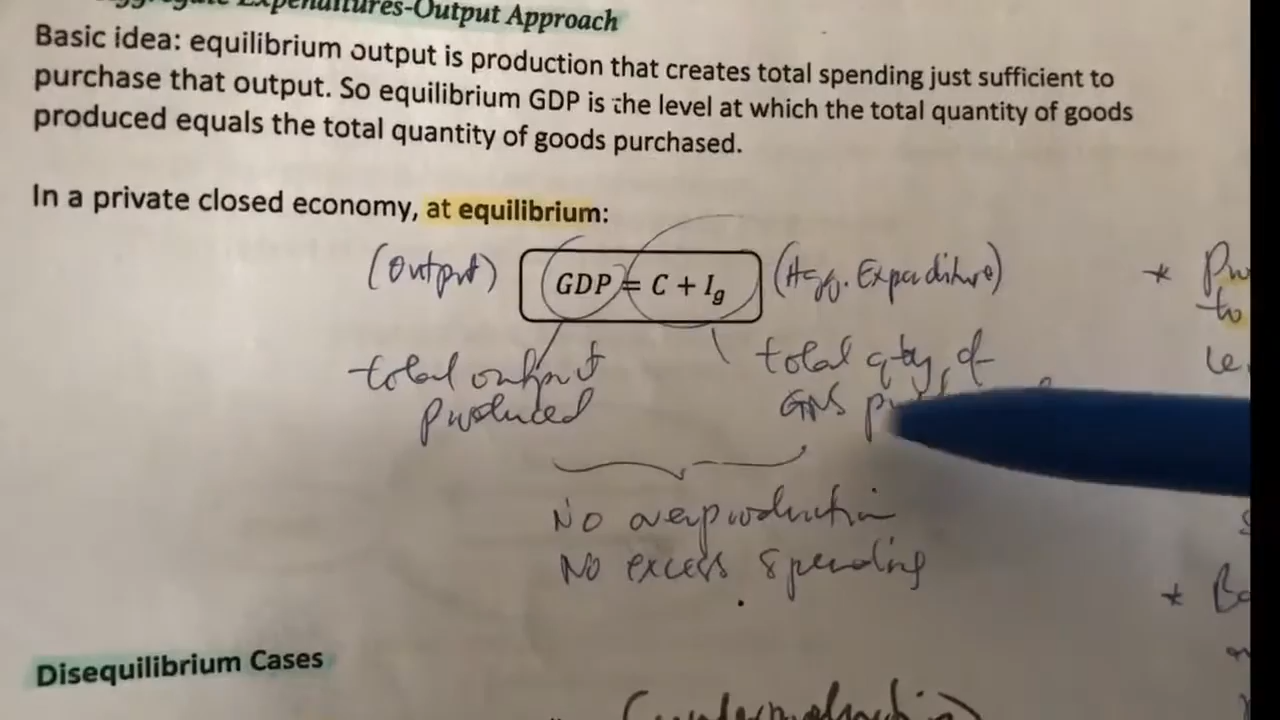 Expenditures-Output Approach
Basic idea: equilibrium output is production that creates total spending just sufficient to
purchase that output. So equilibrium GDP is the level at which the total quantity of goods
produced equals the total quantity of goods purchased.
In a private closed economy, at equilibrium:
(Output) GDP = C + Ig (Agg. Expenditure)
total output
produced
total qty of
GNS
No overproduction
No excess spending
*
to
ie.
*
Disequilibrium Cases